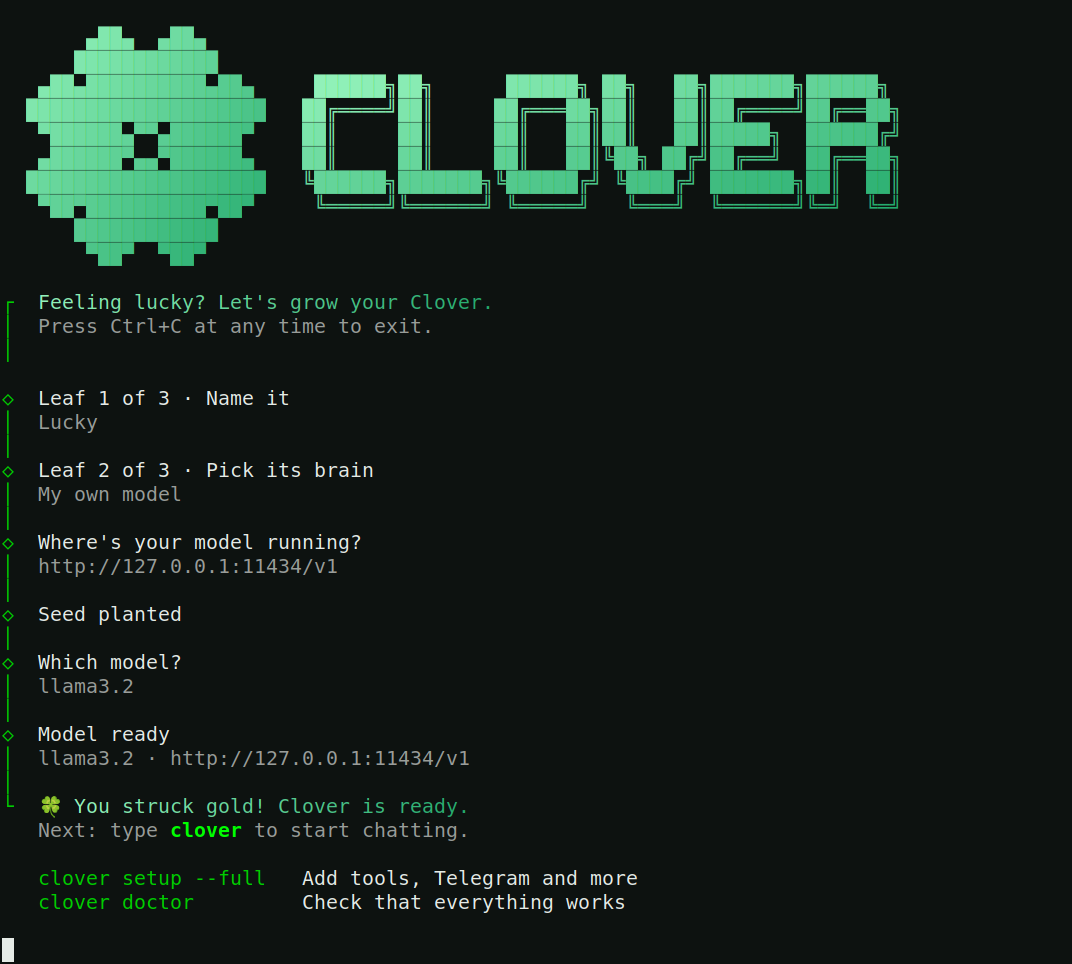 CLOVER
Feeling lucky? Let's grow your Clover.
Press Ctrl+C at any time to exit.
Leaf 1 of 3 · Name it
Lucky
Leaf 2 of 3 · Pick its brain
My own model
Where's your model running?
http://127.0.0.1:11434/v1
Seed planted
Which model?
llama3.2
Model ready
llama3.2 · http://127.0.0.1:11434/v1
🍀 You struck gold! Clover is ready.
Next: type clover to start chatting.
clover setup --full   Add tools, Telegram and more
clover doctor         Check that everything works